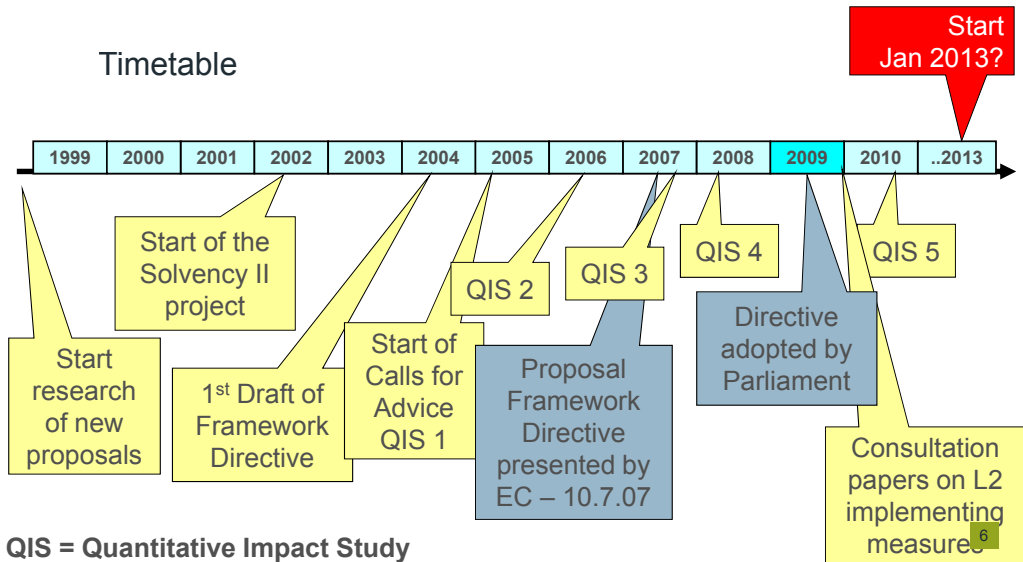 Start
Jan 2013?
Timetable
1999 2000 2001 2002 2003 2004 2005 2006 2007 2008 2009 2010 ..2013
Start of the
Solvency II
project
QIS 2
QIS 3
QIS 4
QIS 5
Start
research
of new
proposals
1st Draft of
Framework
Directive
Start of
Calls for
Advice
QIS 1
Proposal
Framework
Directive
presented by
EC – 10.7.07
Directive
adopted by
Parliament
Consultation
papers on L2
implementing
measures
6
QIS = Quantitative Impact Study